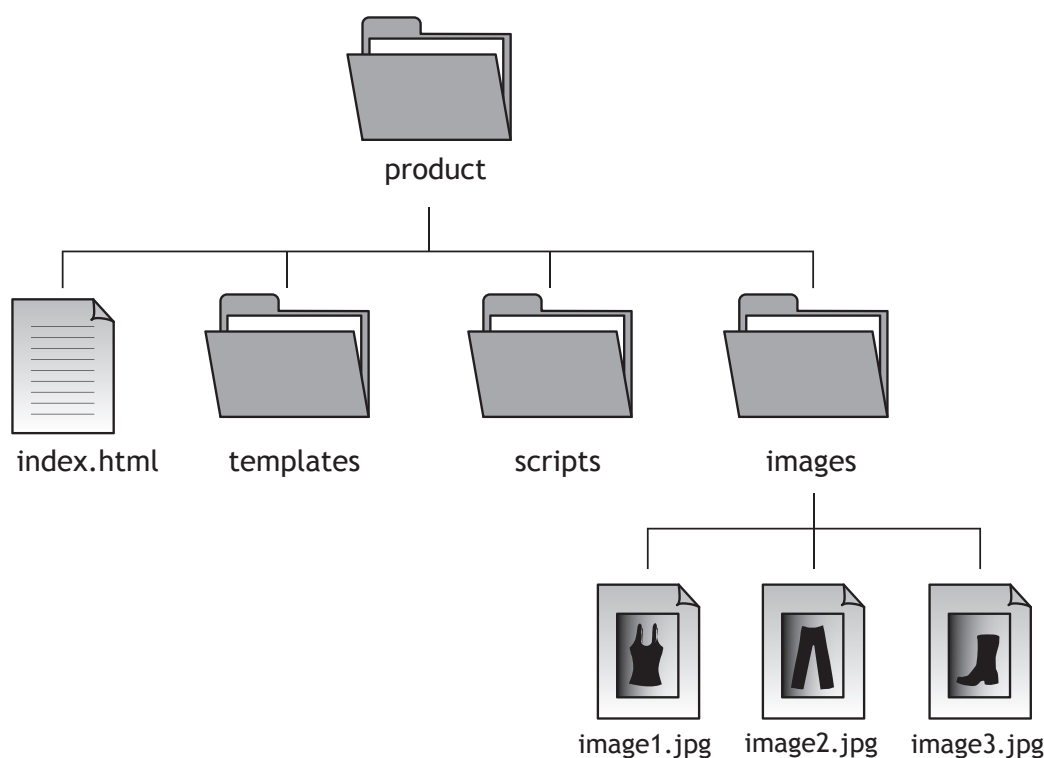 product
index.html
templates
scripts
images
image1.jpg
image2.jpg
image3.jpg